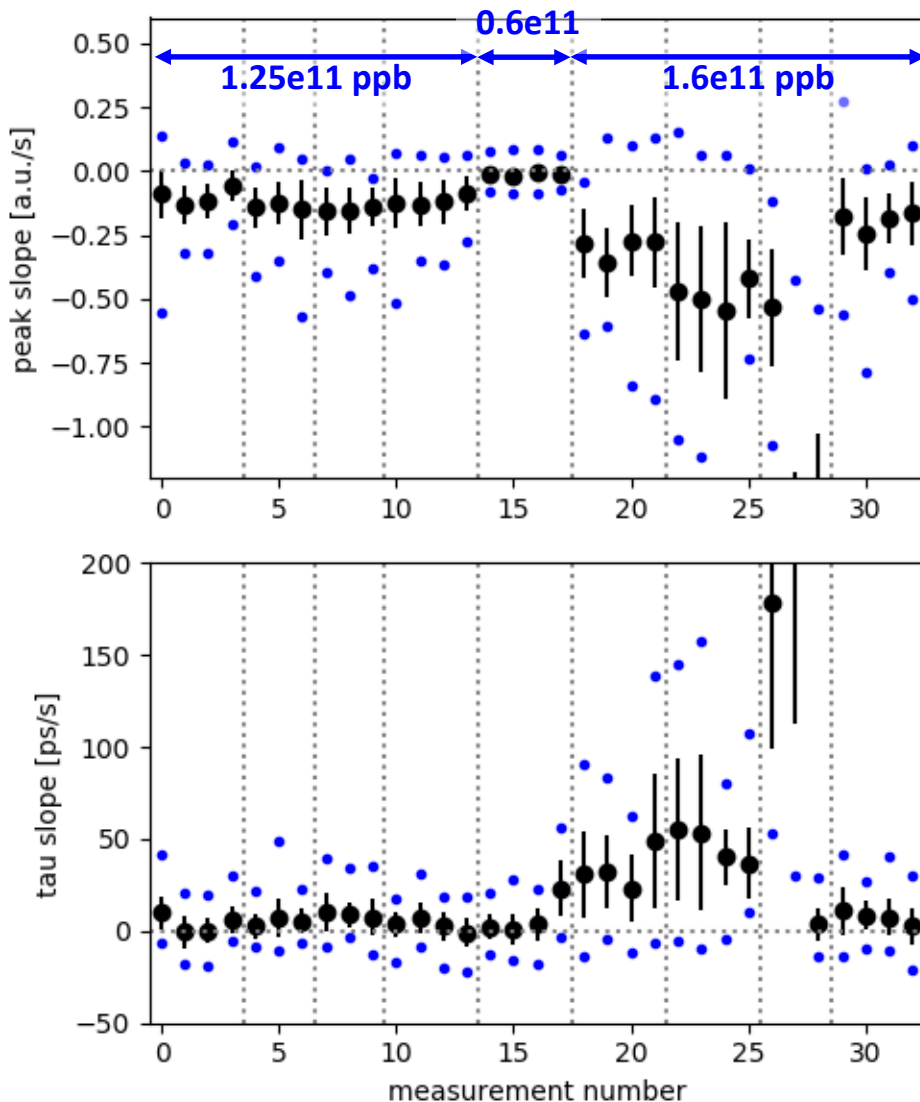 0.6e11
1.25e11 ppb
1.6e11 ppb
peak slope [a.u./s]
0.50
0.25
0.00
−0.25
−0.50
−0.75
−1.00
0 5 10 15 20 25 30
tau slope [ps/s]
200
150
100
50
0
−50
0 5 10 15 20 25 30
measurement number